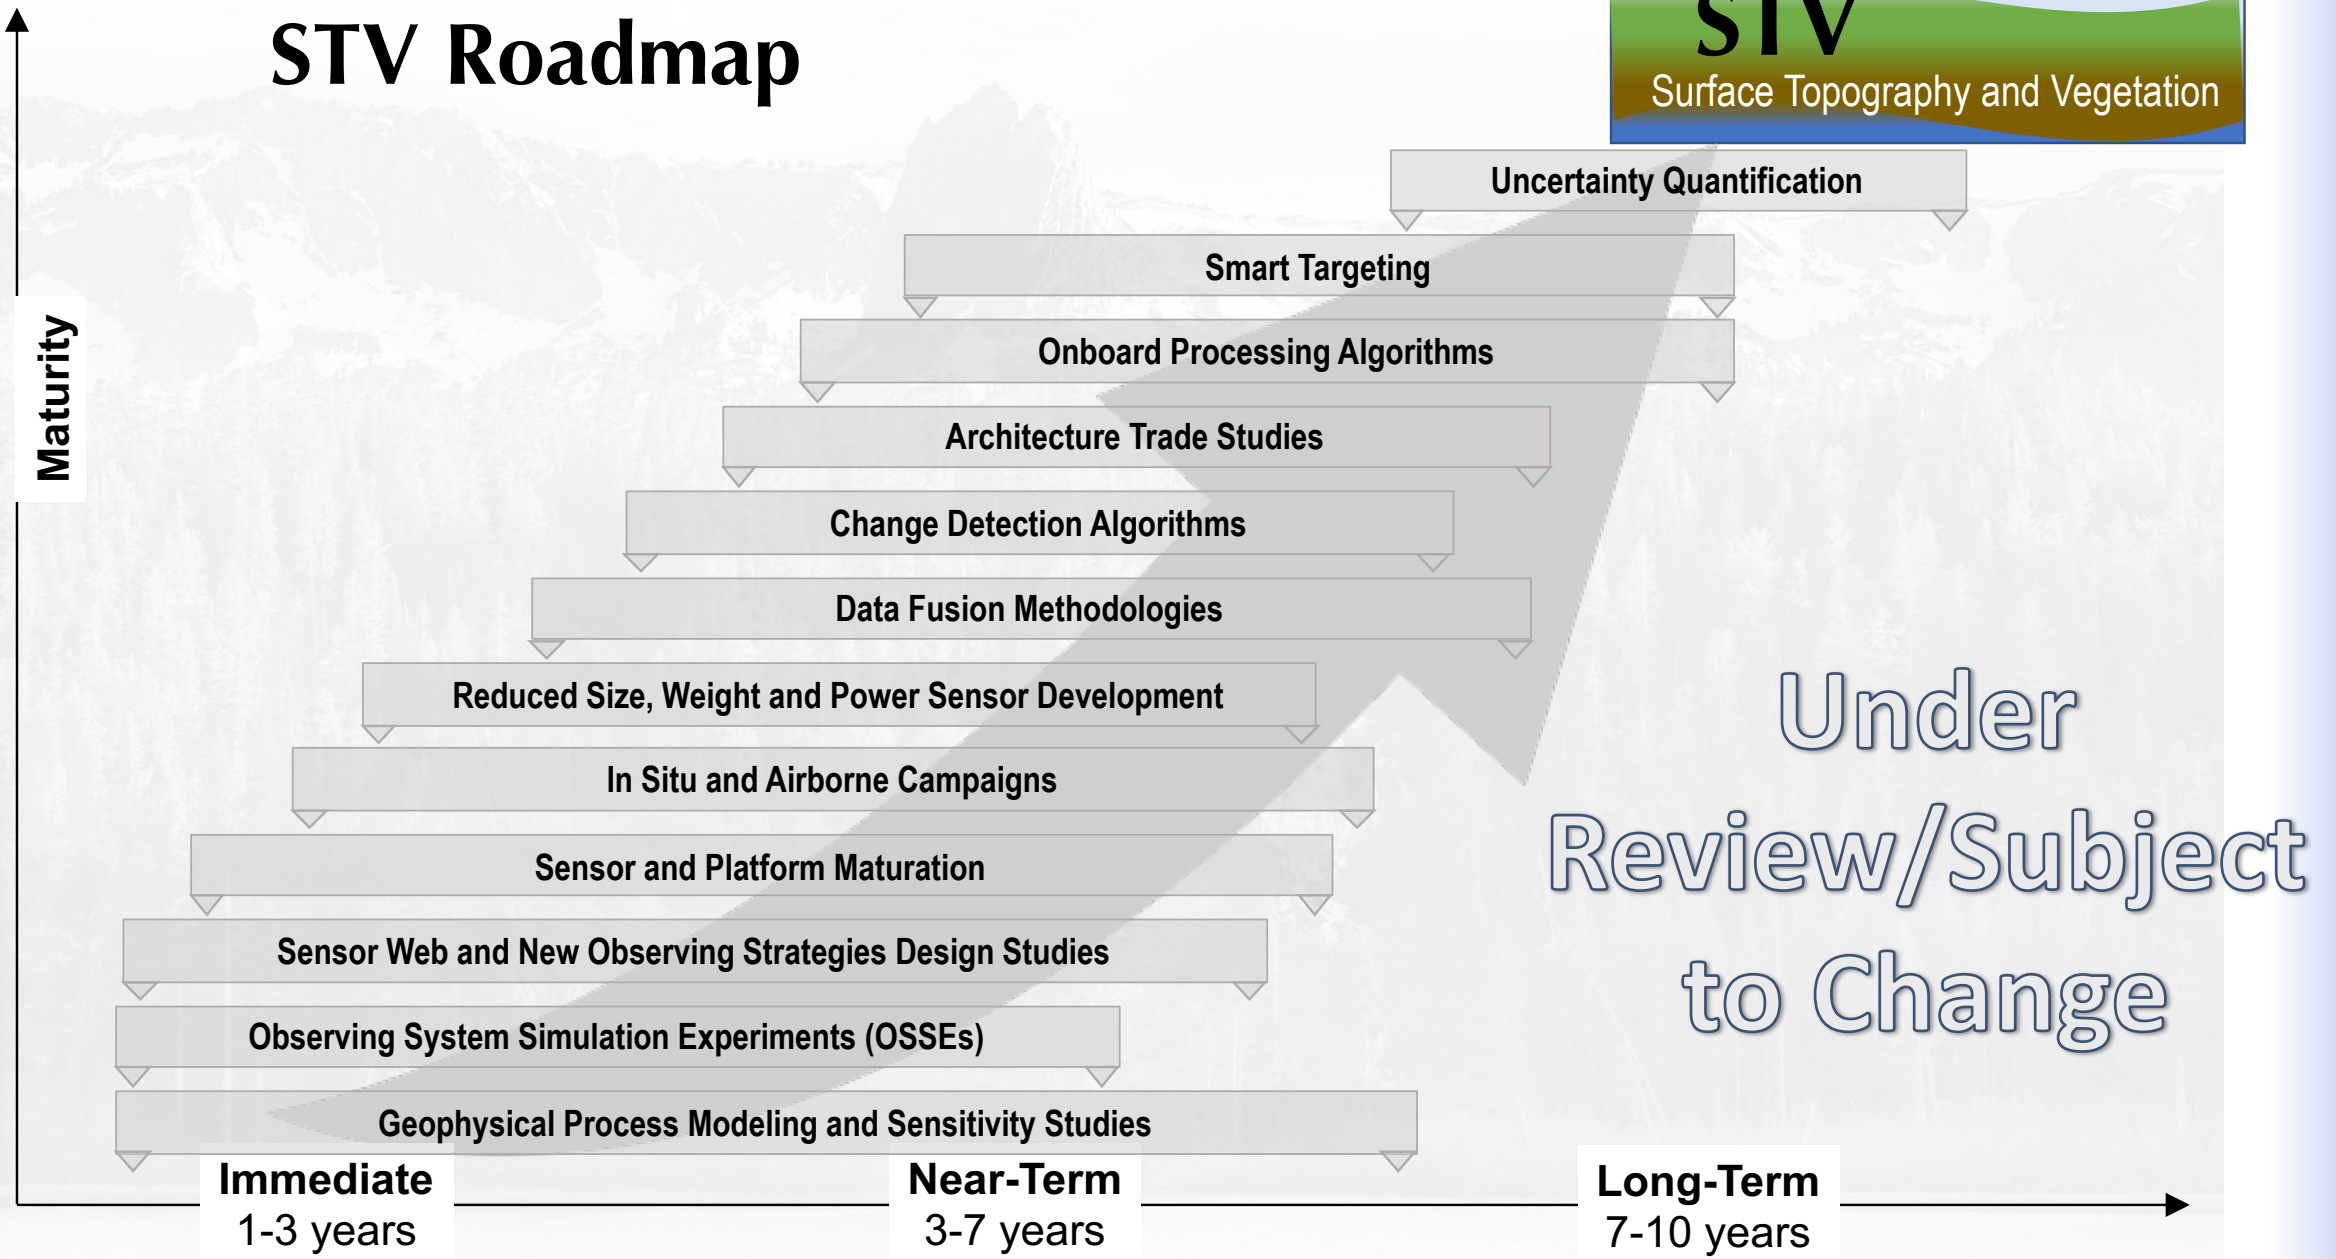 STV Roadmap
STV
Surface Topography and Vegetation
Uncertainty Quantification
Smart Targeting
Onboard Processing Algorithms
Maturity
Architecture Trade Studies
Change Detection Algorithms
Data Fusion Methodologies
Reduced Size, Weight and Power Sensor Development
In Situ and Airborne Campaigns
Sensor and Platform Maturation
Sensor Web and New Observing Strategies Design Studies
Observing System Simulation Experiments (OSSEs)
Geophysical Process Modeling and Sensitivity Studies
Under
Review/Subject
to Change
Immediate
1-3 years
Near-Term
3-7 years
Long-Term
7-10 years